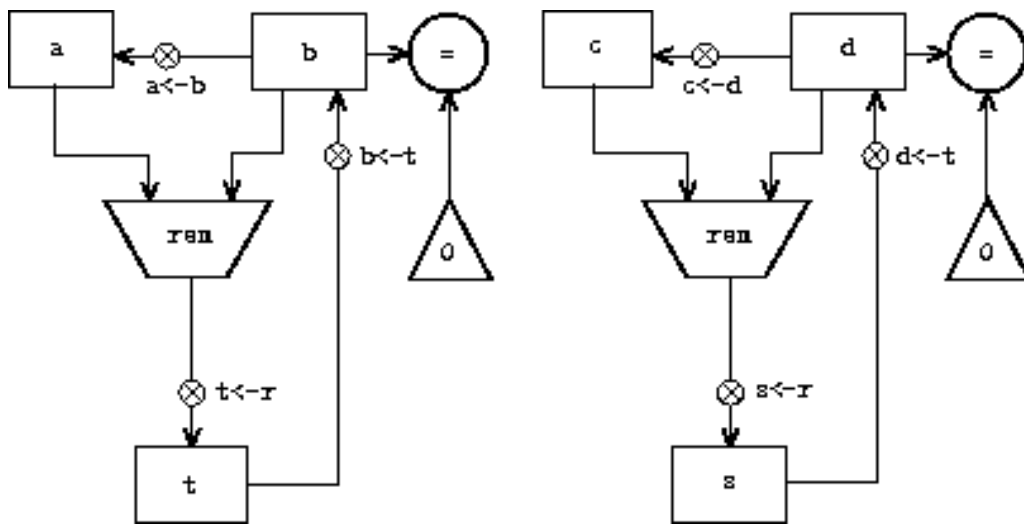 a
b
=
c
d
=
a<-b
c<-d
b<-t
d<-t
rem
0
rem
0
t<-r
s<-r
t
s